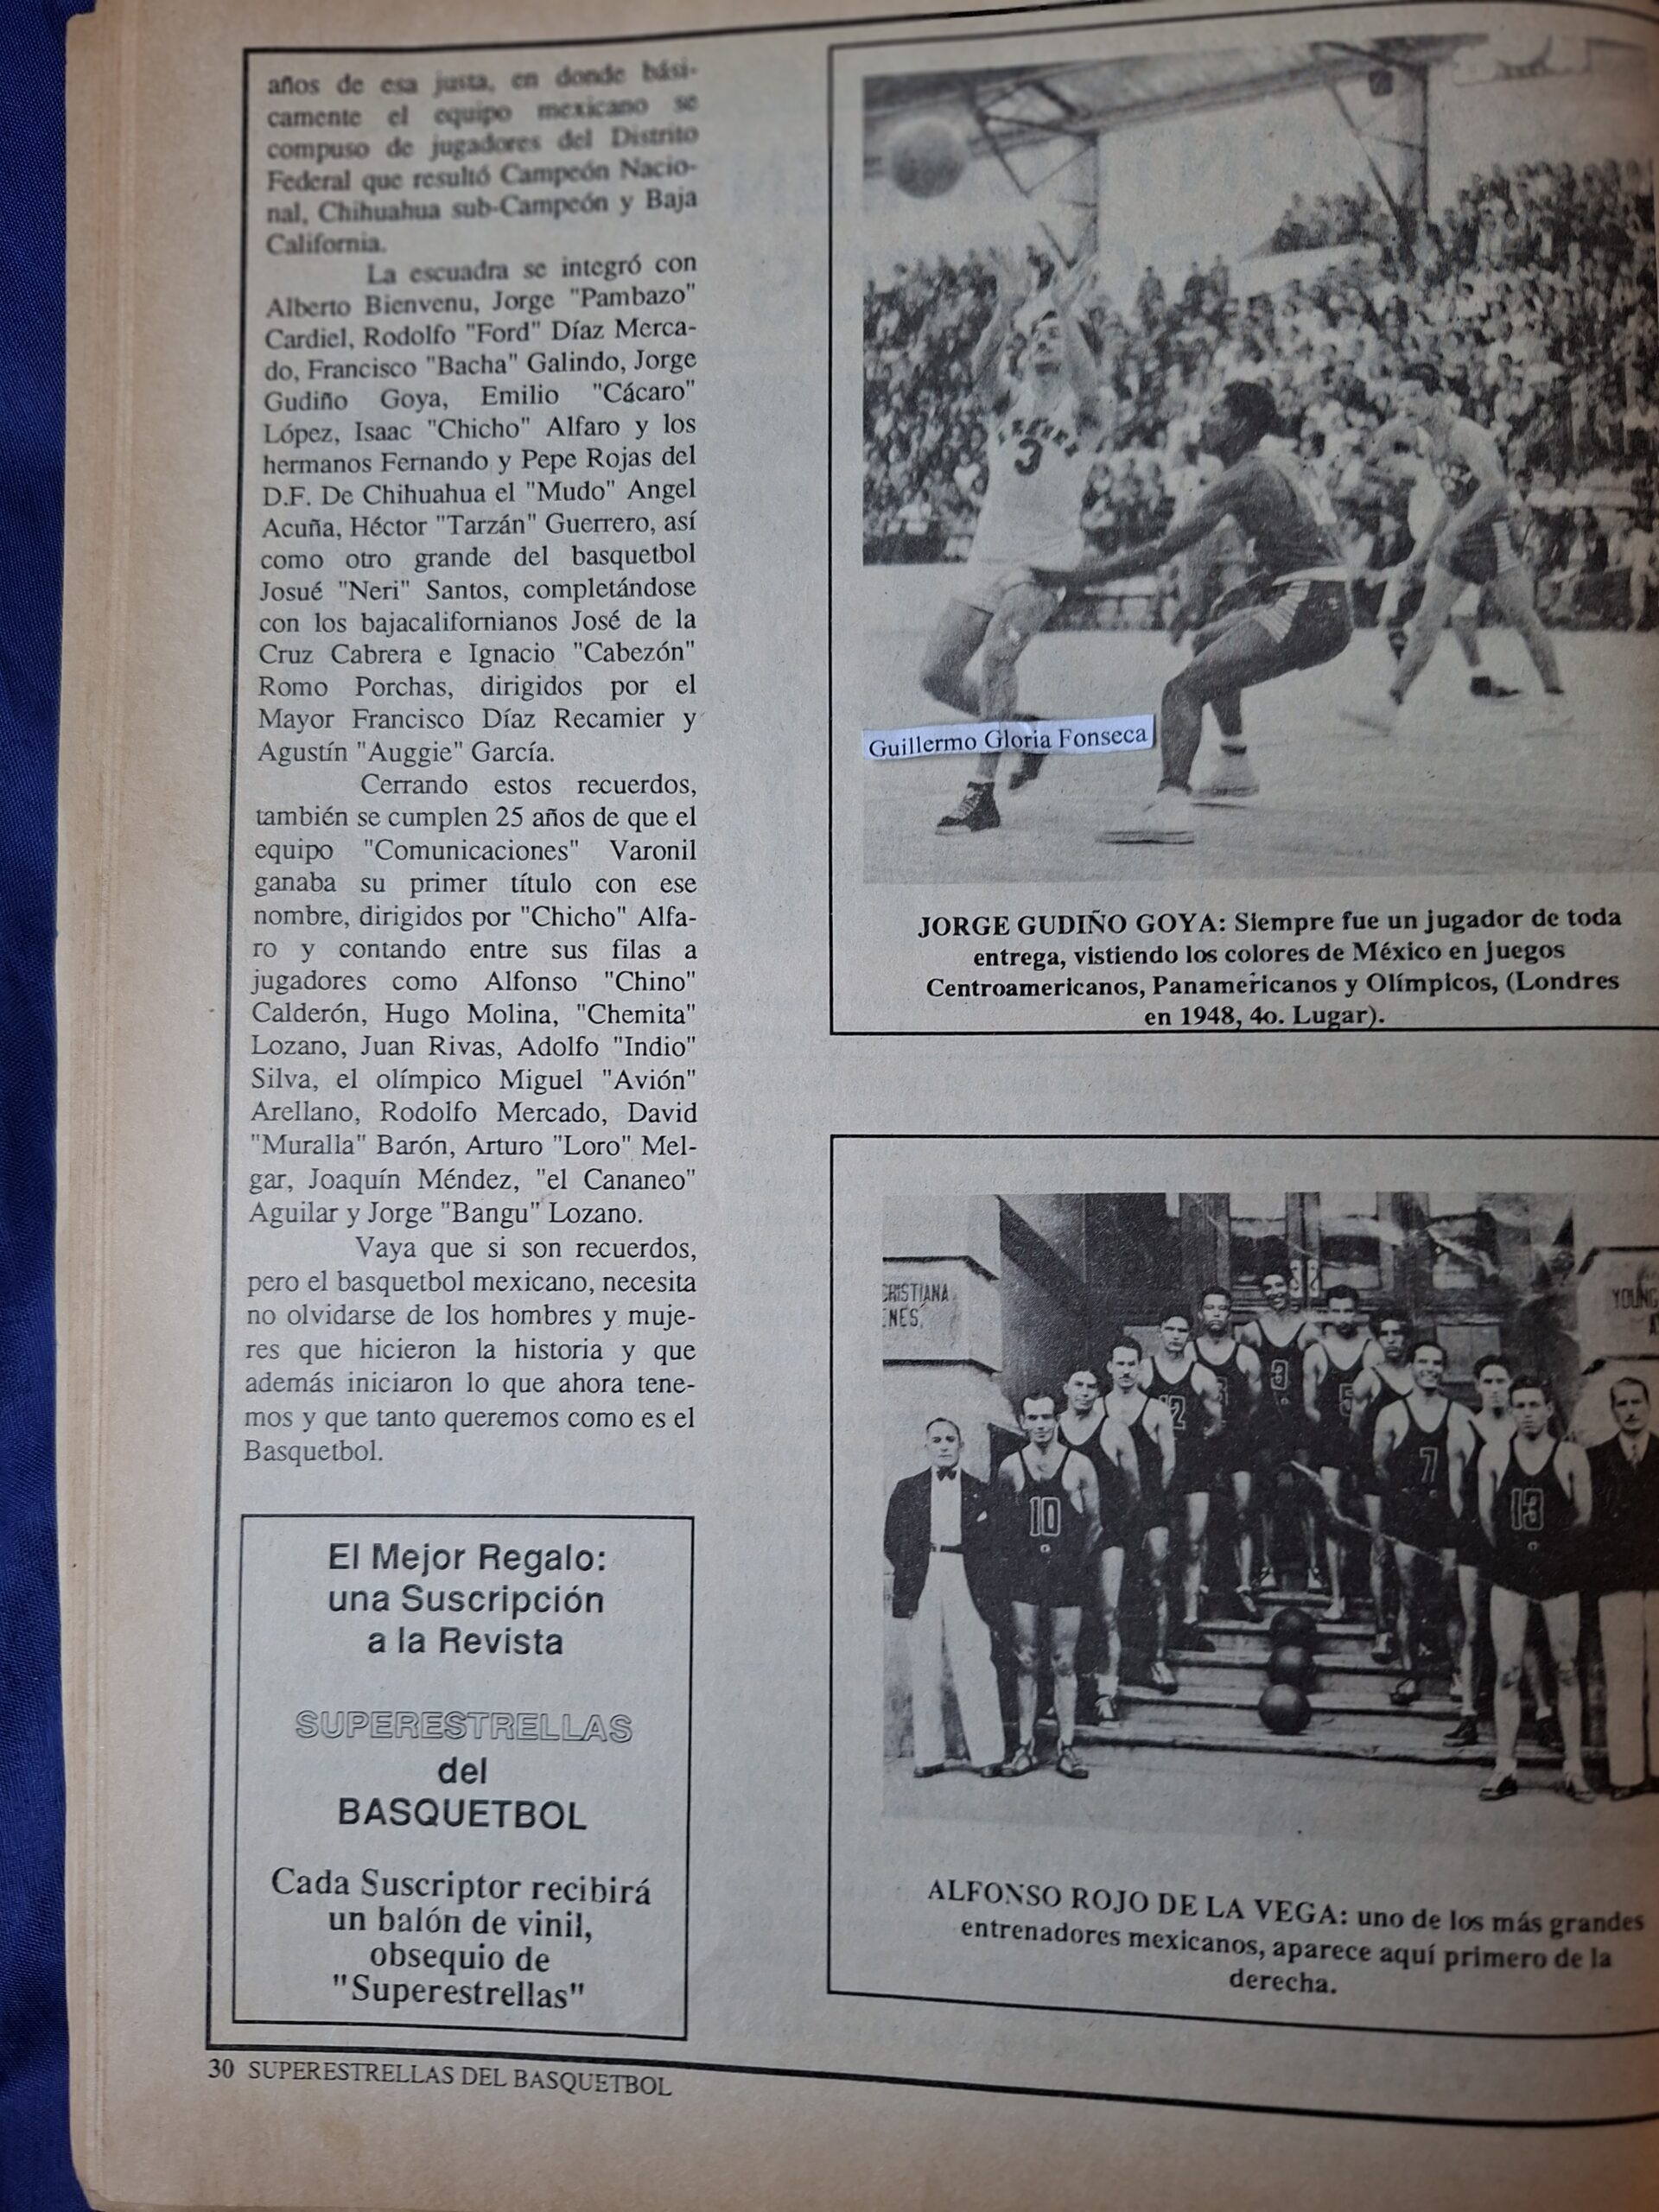 años de esa justa, en donde bási-
camente el equipo mexicano se
compuso de jugadores del Distrito
Federal que resultó Campeón Nacio-
nal, Chihuahua sub-Campeón y Baja
California.
La escuadra se integró con
Alberto Bienvenu, Jorge "Pambazo"
Cardiel, Rodolfo "Ford" Díaz Merca-
do, Francisco "Bacha" Galindo, Jorge
Gudiño Goya, Emilio "Cácaro"
López, Isaac "Chicho" Alfaro y los
hermanos Fernando y Pepe Rojas del
D.F. De Chihuahua el "Mudo" Angel
Acuña, Héctor "Tarzán" Guerrero, así
como otro grande del basquetbol
Josué "Neri" Santos, completándose
con los bajacalifornianos José de la
Cruz Cabrera e Ignacio "Cabezón"
Romo Porchas, dirigidos por el
Mayor Francisco Díaz Recamier y
Agustín "Auggie" García.
Cerrando estos recuerdos,
también se cumplen 25 años de que el
equipo "Comunicaciones" Varonil
ganaba su primer título con ese
nombre, dirigidos por "Chicho" Alfa-
ro y contando entre sus filas a
jugadores como Alfonso "Chino"
Calderón, Hugo Molina, "Chemita"
Lozano, Juan Rivas, Adolfo "Indio"
Silva, el olímpico Miguel "Avión"
Arellano, Rodolfo Mercado, David
"Muralla" Barón, Arturo "Loro" Mel-
gar, Joaquín Méndez, "el Cananeo"
Aguilar y Jorge "Bangu" Lozano.
Vaya que si son recuerdos,
pero el basquetbol mexicano, necesita
no olvidarse de los hombres y muje-
res que hicieron la historia y que
además iniciaron lo que ahora tene-
mos y que tanto queremos como es el
Basquetbol.
El Mejor Regalo:
una Suscripción
a la Revista
SUPERESTRELLAS
del
BASQUETBOL
Cada Suscriptor recibirá
un balón de vinil,
obsequio de
"Superestrellas"
30 SUPERESTRELLAS DEL BASQUETBOL
3
Guillermo Gloria Fonseca
JORGE GUDIÑO GOYA: Siempre fue un jugador de toda
entrega, vistiendo los colores de México en juegos
Centroamericanos, Panamericanos y Olímpicos, (Londres
en 1948, 4o. Lugar).
CRISTIANA
ENES,
YOUNG
12
3
5
7
10
13
ALFONSO ROJO DE LA VEGA: uno de los más grandes
entrenadores mexicanos, aparece aquí primero de la
derecha.